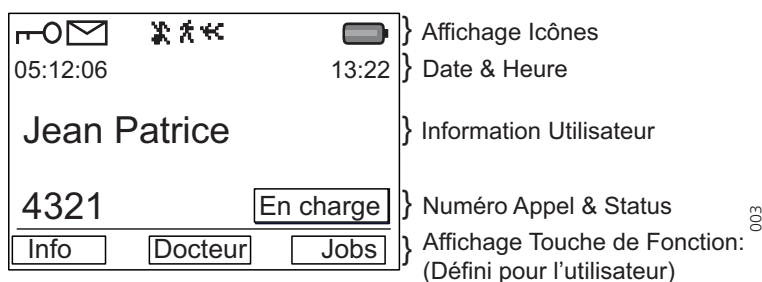 Affichage Icônes
05:12:06 13:22 Date & Heure
Jean Patrice Information Utilisateur
4321 En charge Numéro Appel & Status
Info Docteur Jobs Affichage Touche de Fonction:
(Défini pour l'utilisateur)
003